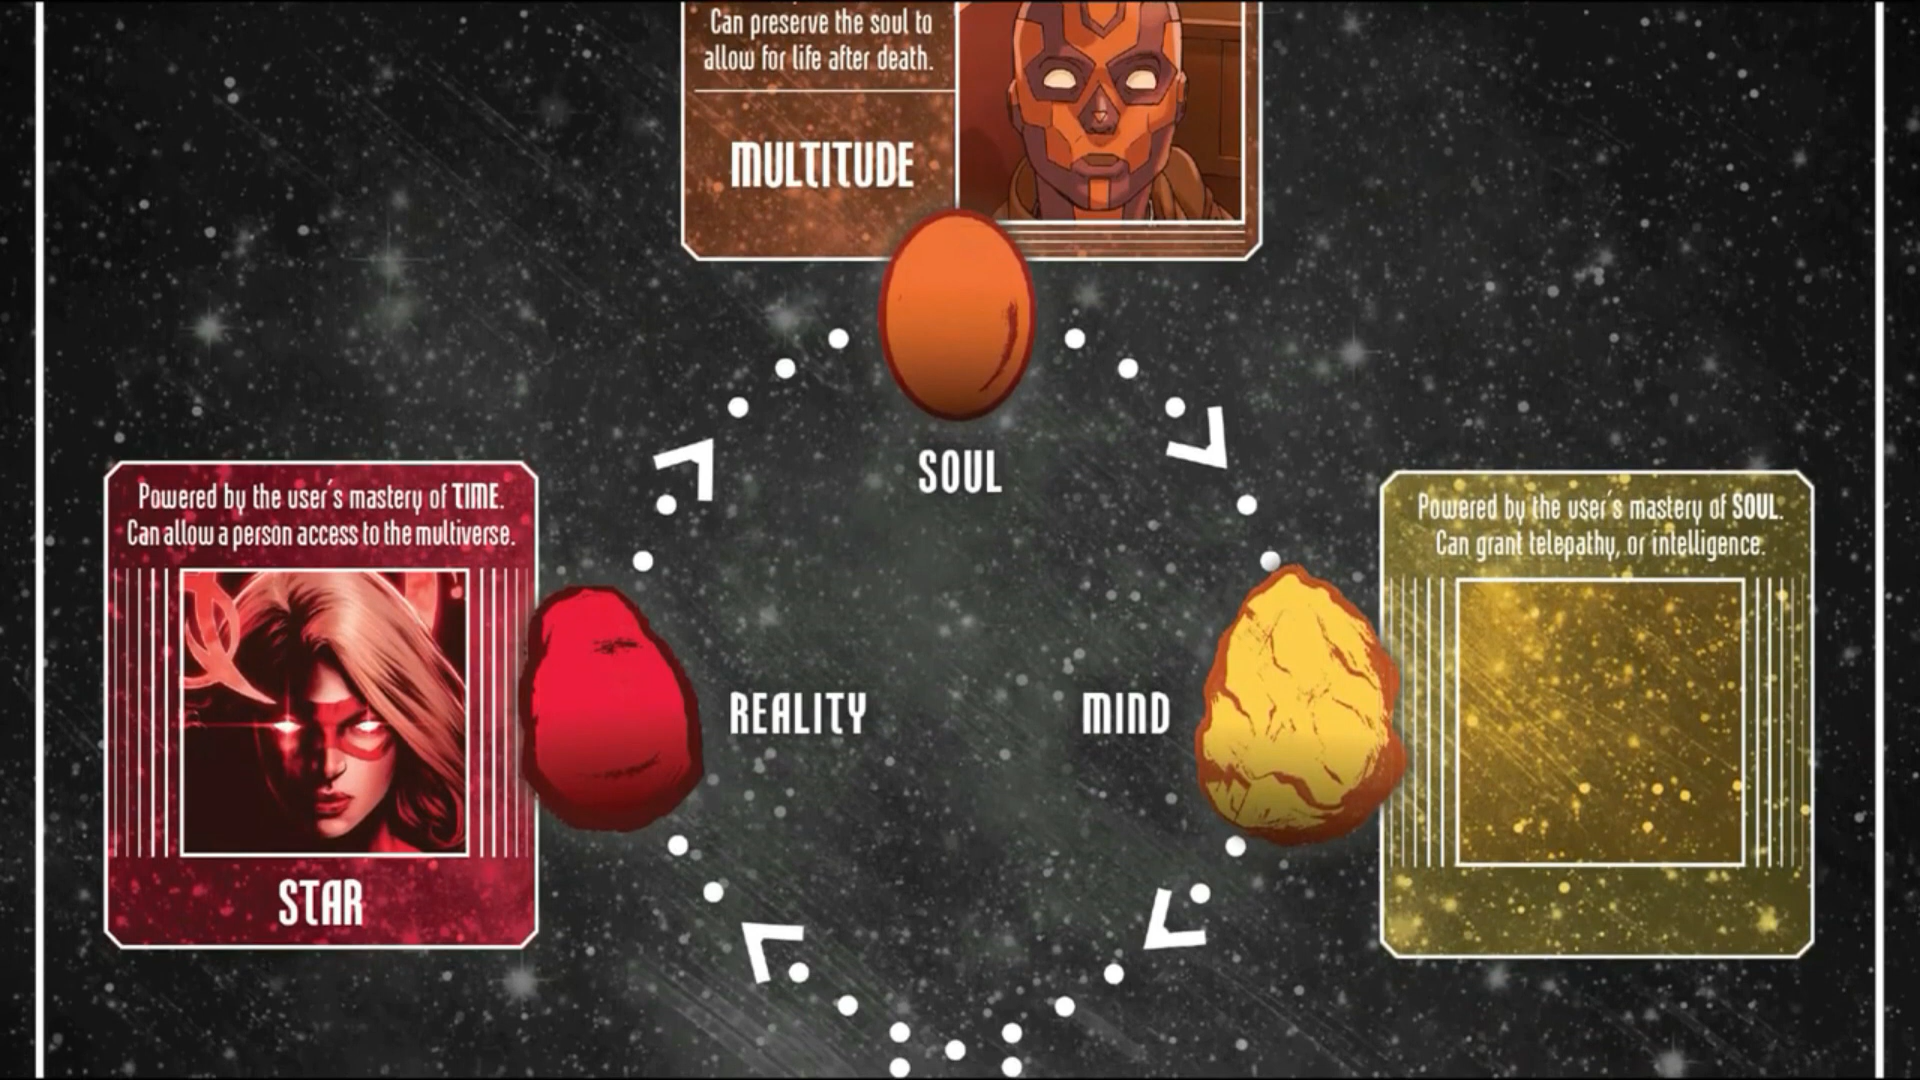 Can preserve the soul to
allow for life after death.
MULTITUDE
SOUL
Powered by the user's mastery of TIME.
Can allow a person access to the multiverse.
STAR
REALITY
MIND
Powered by the user's mastery of SOUL.
Can grant telepathy, or intelligence.